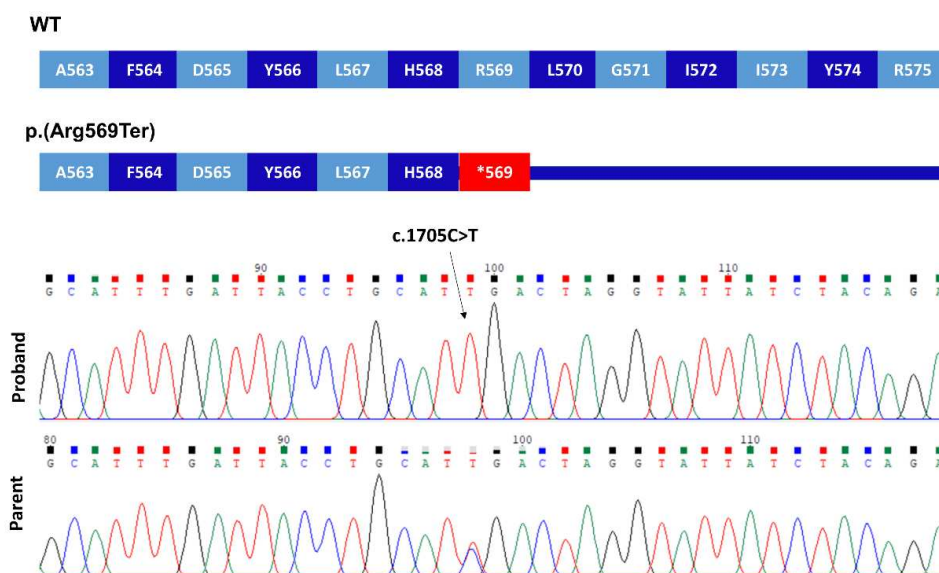 WT
A563 F564 D565 Y566 L567 H568 R569 L570 G571 I572 I573 Y574 R575
p.(Arg569Ter)
A563 F564 D565 Y566 L567 H568 *569
c.1705C>T
90 100 110
G C A T T T G A T T A C C T G C A T T G A C T A G G T A T T A T C T A C A G A
Proband
80 90 100 110
G C A T T T G A T T A C C T G C A T T G A C T A G G T A T T A T C T A C A G A
Parent